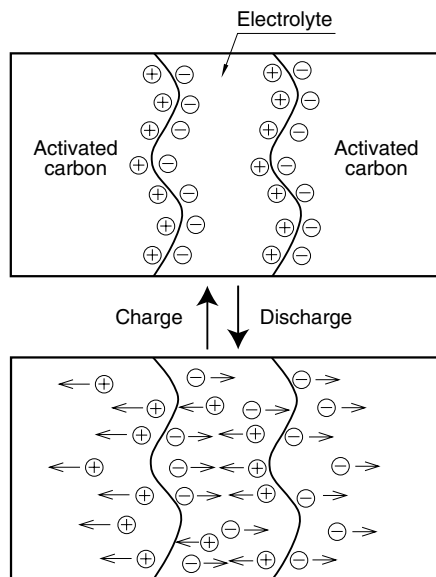 Electrolyte
Activated
carbon
Activated
carbon
Charge
Discharge